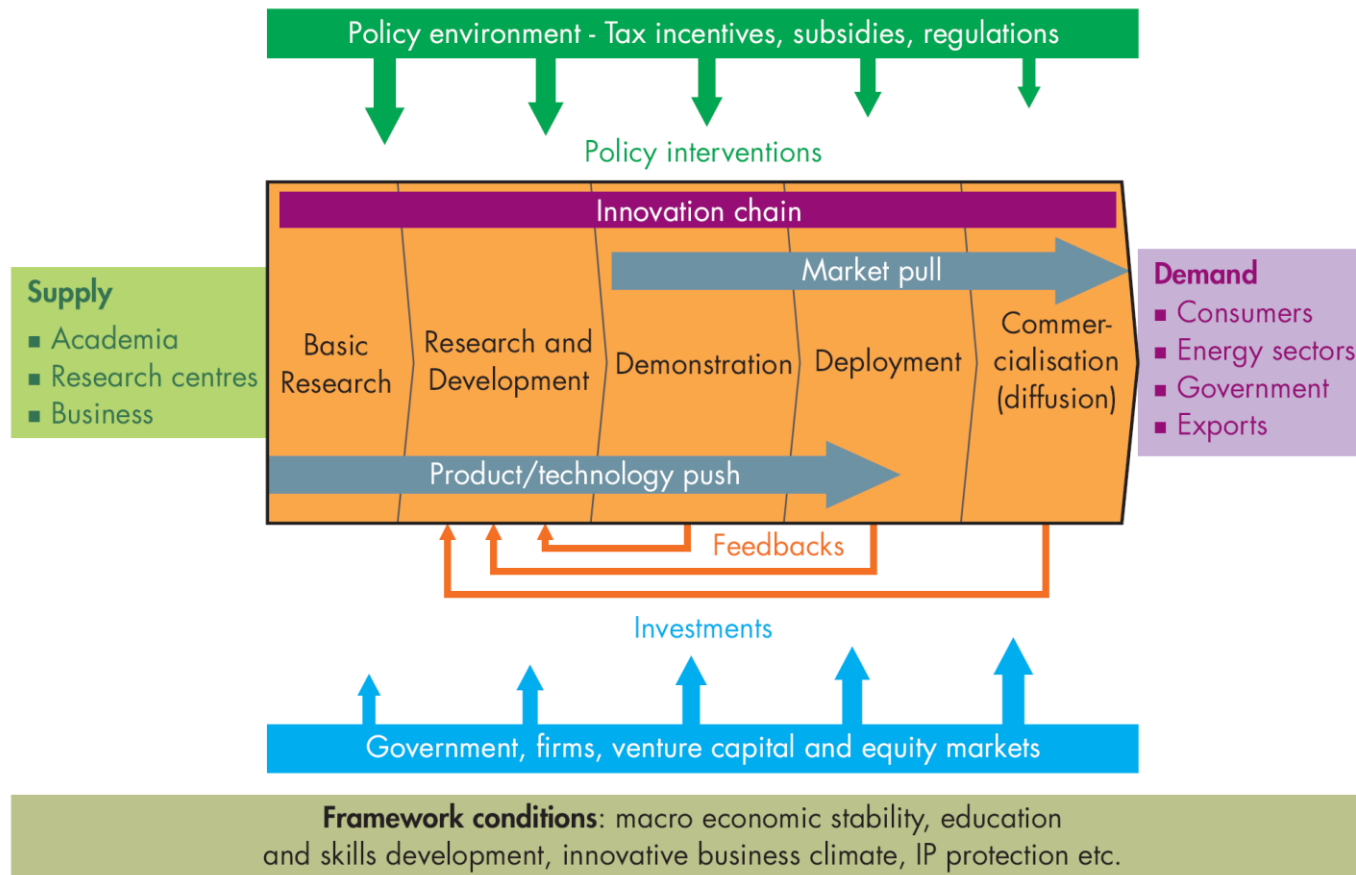 Policy environment - Tax incentives, subsidies, regulations
Policy interventions
Innovation chain
Market pull
Supply
▪ Academia
▪ Research centres
▪ Business
Basic
Research
Research and
Development
Demonstration
Deployment
Commer-
cialisation
(diffusion)
Demand
▪ Consumers
▪ Energy sectors
▪ Government
▪ Exports
Product/technology push
Feedbacks
Investments
Government, firms, venture capital and equity markets
Framework conditions: macro economic stability, education
and skills development, innovative business climate, IP protection etc.